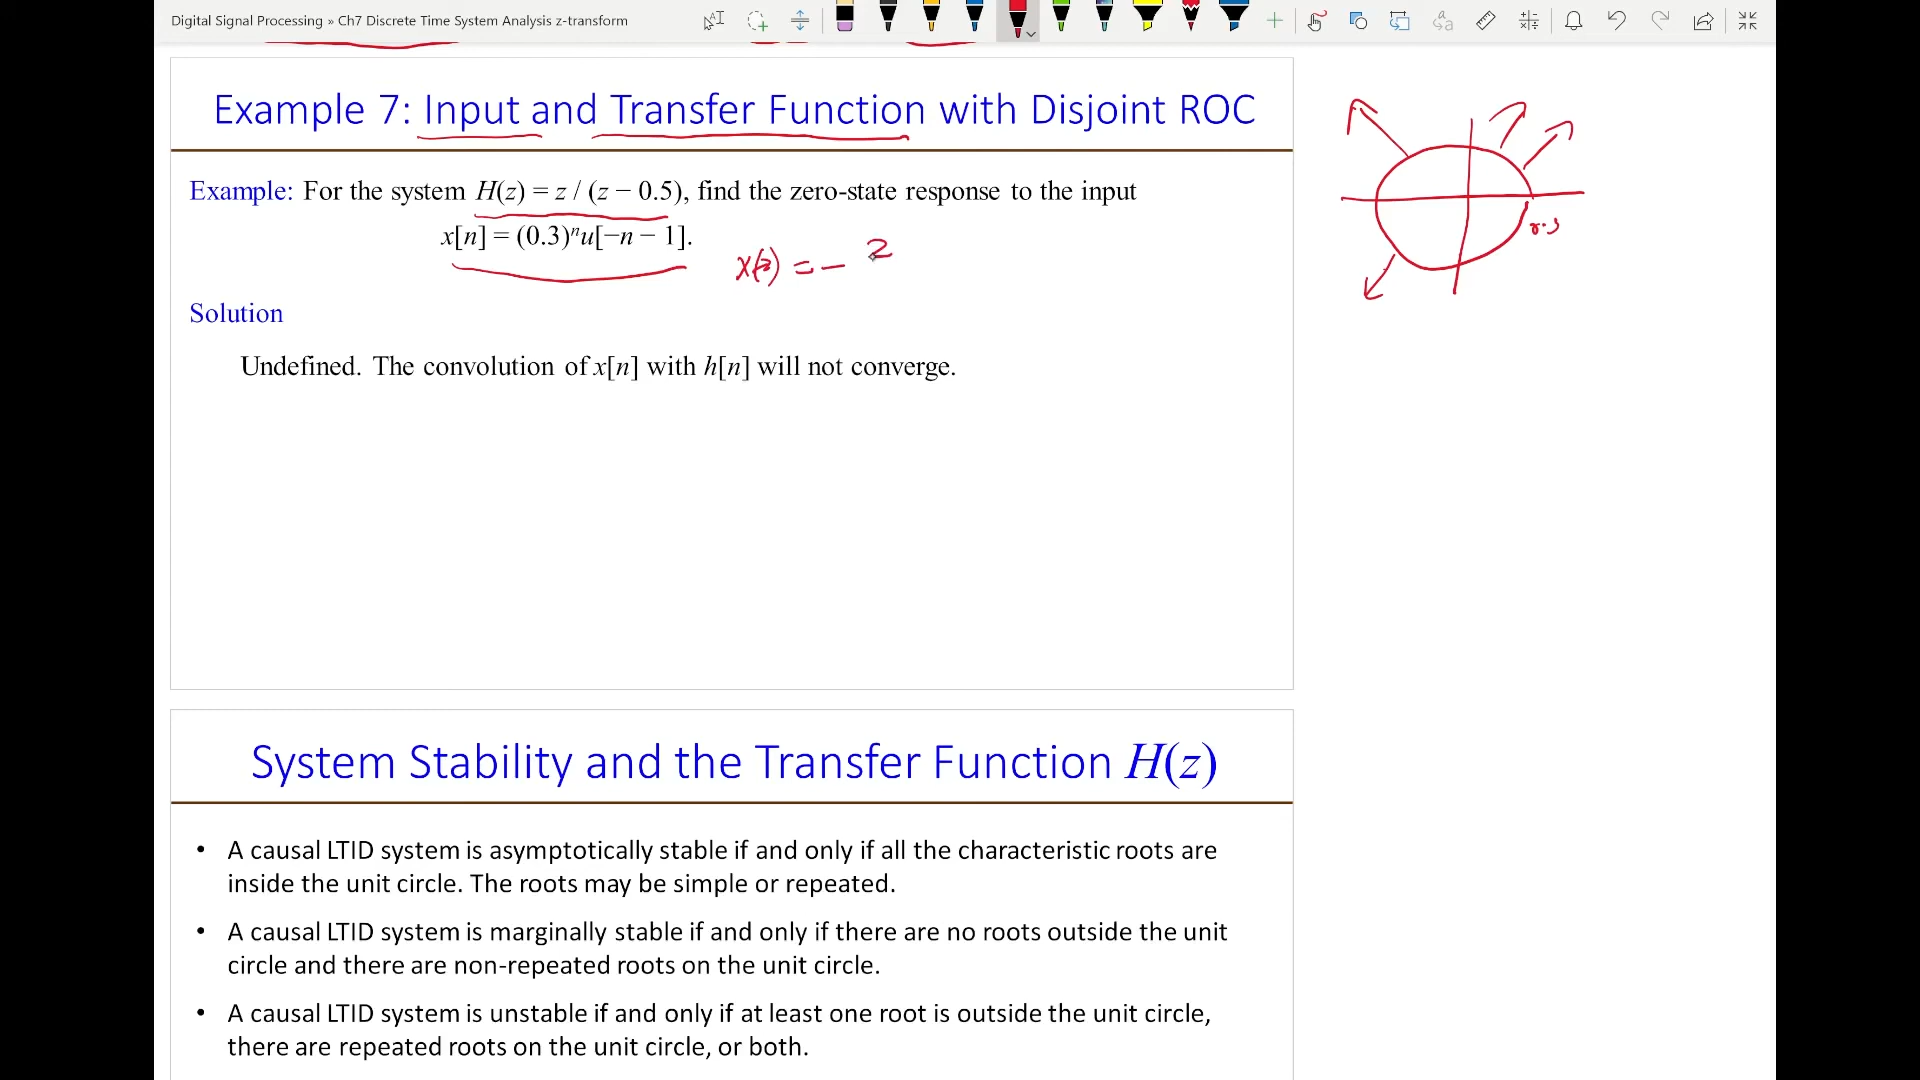 Digital Signal Processing » Ch7 Discrete Time System Analysis z-transform
Example 7: Input and Transfer Function with Disjoint ROC
Example: For the system H(z) = z / (z − 0.5), find the zero-state response to the input
x[n] = (0.3)ⁿu[−n − 1].
X(z) = − z
Solution
Undefined. The convolution of x[n] with h[n] will not converge.
System Stability and the Transfer Function H(z)
• A causal LTID system is asymptotically stable if and only if all the characteristic roots are
inside the unit circle. The roots may be simple or repeated.
• A causal LTID system is marginally stable if and only if there are no roots outside the unit
circle and there are non-repeated roots on the unit circle.
• A causal LTID system is unstable if and only if at least one root is outside the unit circle,
there are repeated roots on the unit circle, or both.